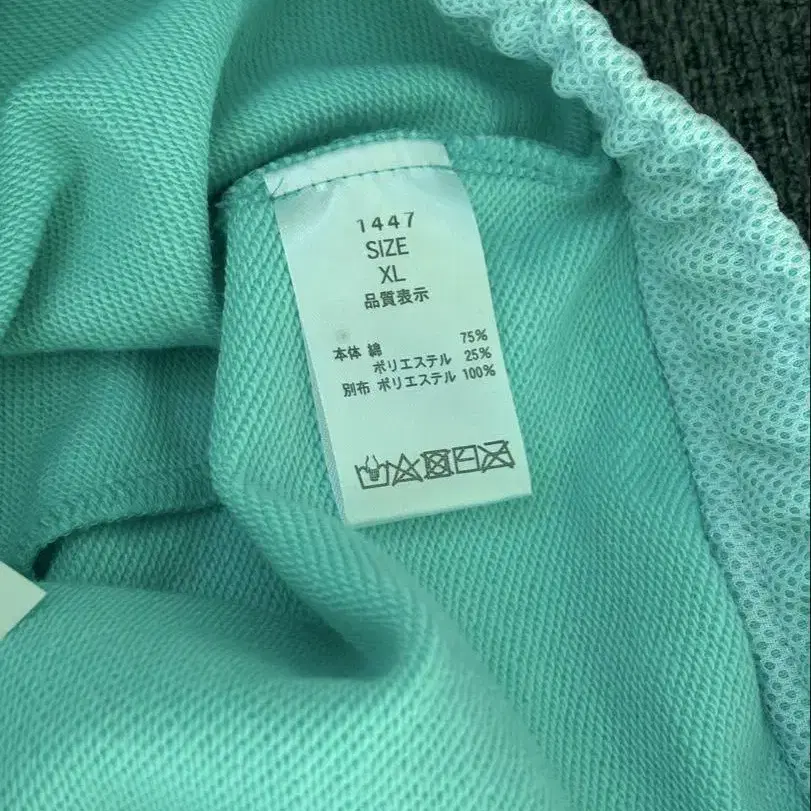 1447
SIZE
XL
品質表示
本体 綿 75%
ポリエステル 25%
別布 ポリエステル 100%